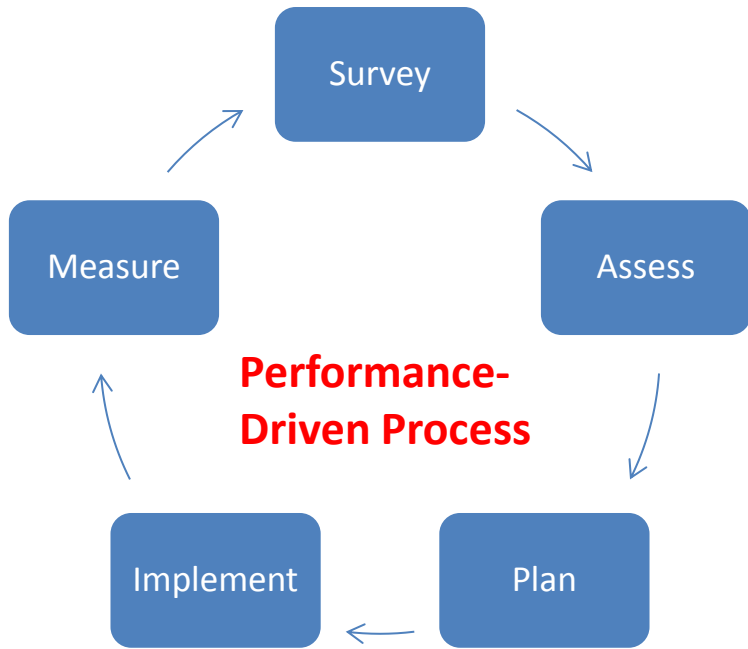 Survey
Assess
Plan
Implement
Measure
Performance-
Driven Process